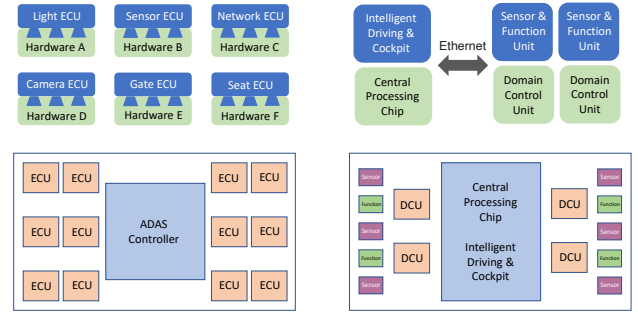 Light ECU
Hardware A
Sensor ECU
Hardware B
Network ECU
Hardware C
Camera ECU
Hardware D
Gate ECU
Hardware E
Seat ECU
Hardware F
Intelligent
Driving &
Cockpit
Central
Processing
Chip
Ethernet
Sensor &
Function
Unit
Domain
Control
Unit
Sensor &
Function
Unit
Domain
Control
Unit
ECU ECU
ECU ECU
ECU ECU
ADAS
Controller
ECU ECU
ECU ECU
ECU ECU
Sensor
Function
Sensor
Function
Sensor
DCU
DCU
Central
Processing
Chip
Intelligent
Driving &
Cockpit
DCU
DCU
Sensor
Function
Sensor
Function
Sensor